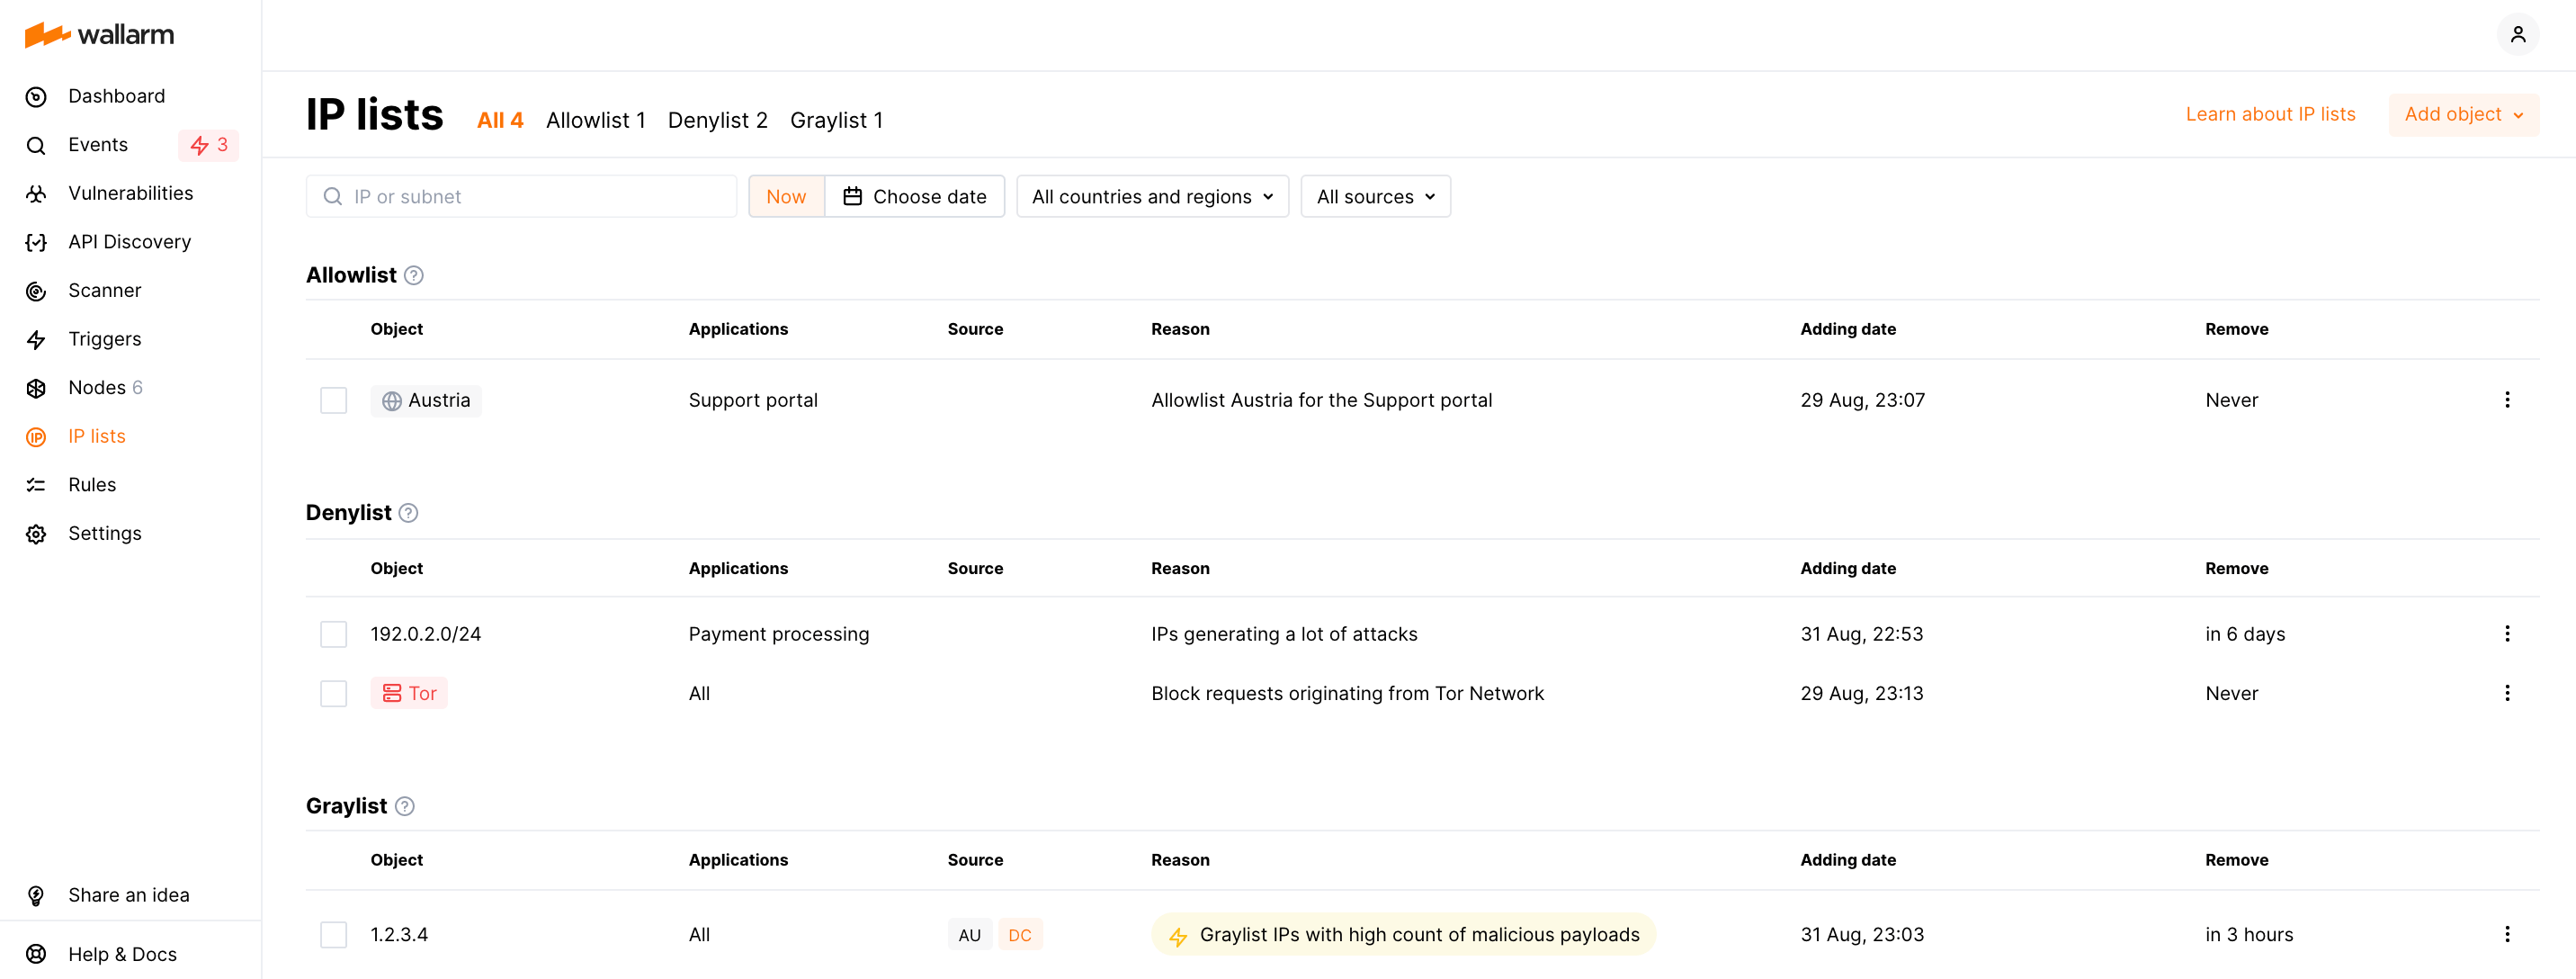 wallarm
Dashboard
Events 3
Vulnerabilities
API Discovery
Scanner
Triggers
Nodes 6
IP lists
Rules
Settings
Share an idea
Help & Docs
IP lists All 4 Allowlist 1 Denylist 2 Graylist 1 Learn about IP lists Add object
IP or subnet Now Choose date All countries and regions All sources
Allowlist ?
Object Applications Source Reason Adding date Remove
Austria Support portal Allowlist Austria for the Support portal 29 Aug, 23:07 Never
Denylist ?
Object Applications Source Reason Adding date Remove
192.0.2.0/24 Payment processing IPs generating a lot of attacks 31 Aug, 22:53 in 6 days
Tor All Block requests originating from Tor Network 29 Aug, 23:13 Never
Graylist ?
Object Applications Source Reason Adding date Remove
1.2.3.4 All AU DC Graylist IPs with high count of malicious payloads 31 Aug, 23:03 in 3 hours